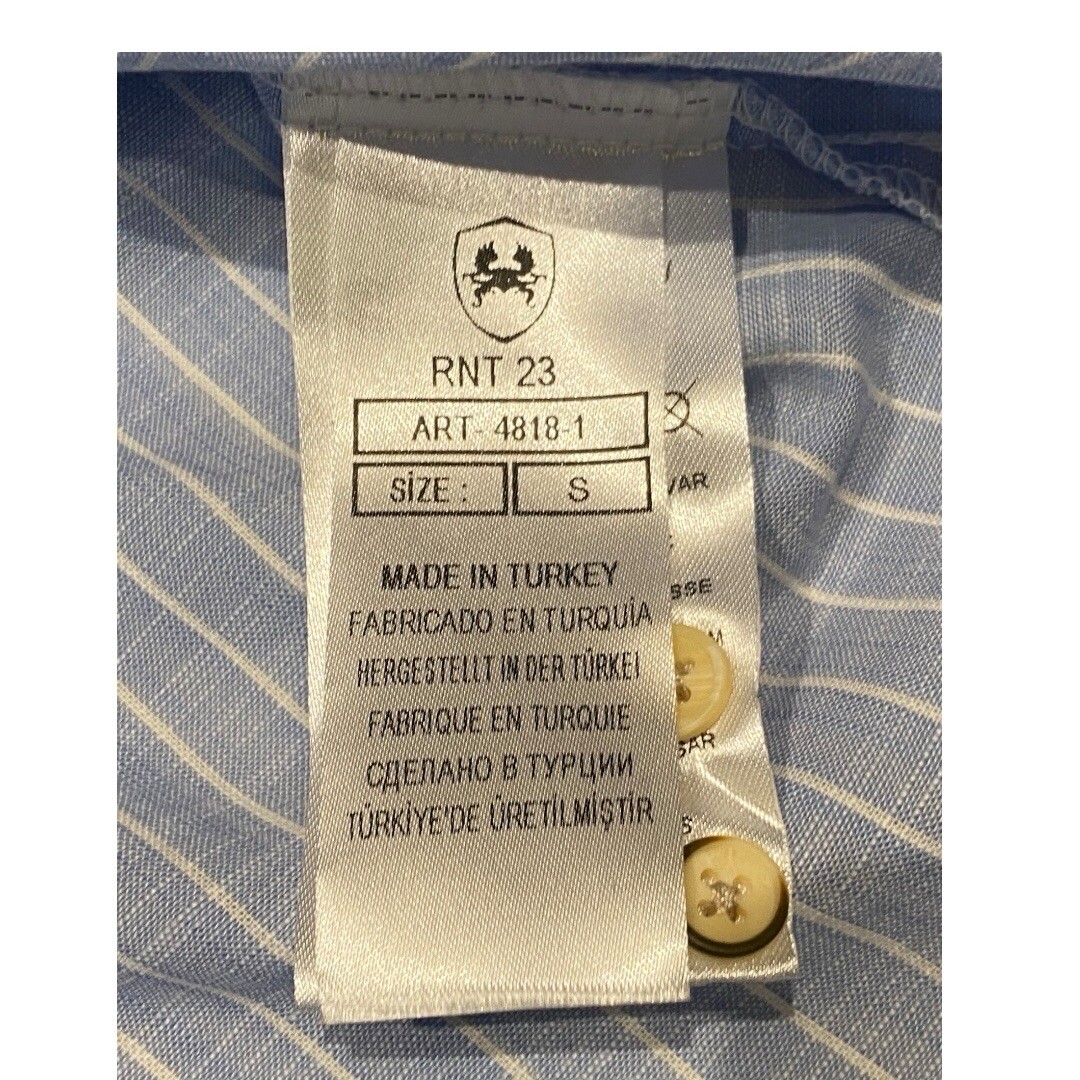 RNT 23
ART- 4818-1
SİZE : S
MADE IN TURKEY
FABRICADO EN TURQUÍA
HERGESTELLT IN DER TÜRKEI
FABRIQUE EN TURQUIE
СДЕЛАНО В ТУРЦИИ
TÜRKİYE'DE ÜRETİLMİŞTİR